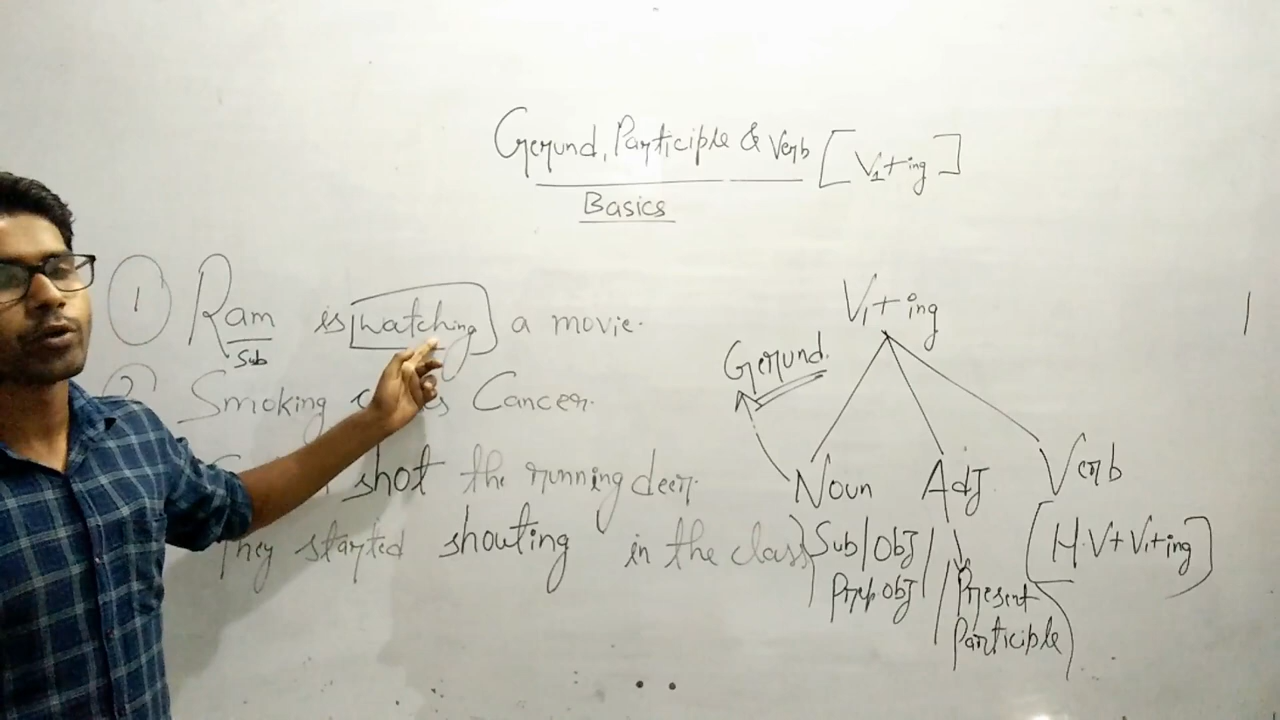 Gerund, Participle & Verb [V1+ing]
Basics
1 Ram is watching a movie.
Sub
2 Smoking Cancer.
shot the running deer.
They started shouting in the class
V1+ing
Gerund.
Noun Adj Verb
Sub/Obj
Prep obj
Present
Participle
[H.V+V1+ing]